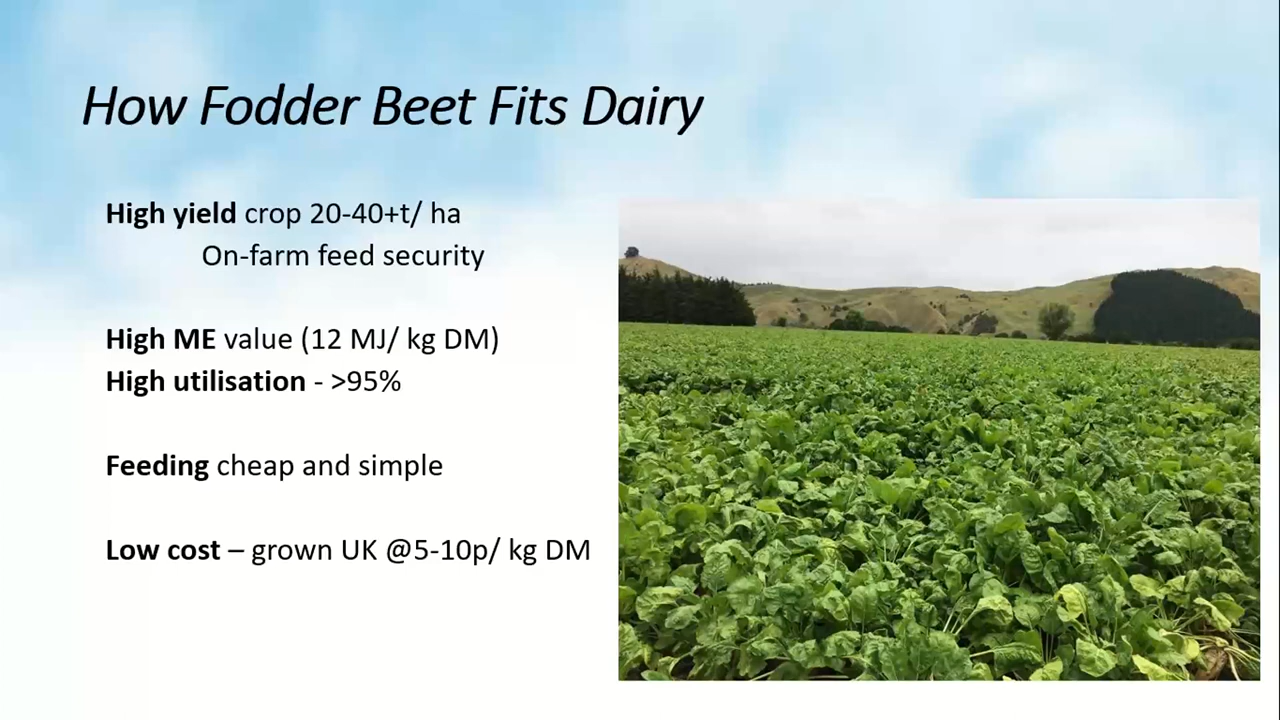 How Fodder Beet Fits Dairy
High yield crop 20-40+t/ ha
On-farm feed security
High ME value (12 MJ/ kg DM)
High utilisation - >95%
Feeding cheap and simple
Low cost – grown UK @5-10p/ kg DM